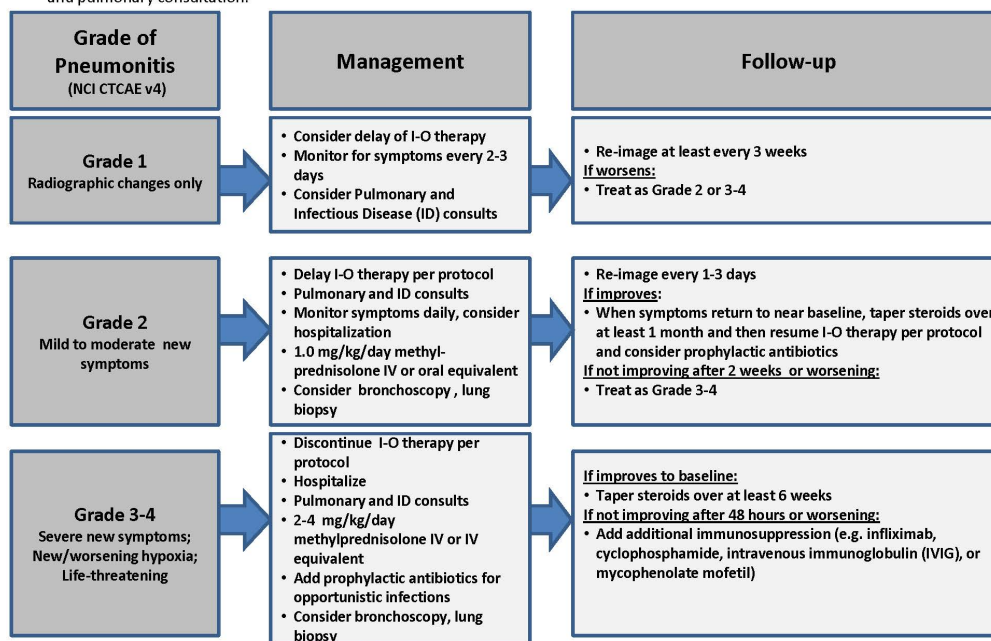 and pulmonary consultation.
Grade of
Pneumonitis
(NCI CTCAE v4)
Management
Follow-up
Grade 1
Radiographic changes only
• Consider delay of I-O therapy
• Monitor for symptoms every 2-3
days
• Consider Pulmonary and
Infectious Disease (ID) consults
• Re-image at least every 3 weeks
If worsens:
• Treat as Grade 2 or 3-4
Grade 2
Mild to moderate new
symptoms
• Delay I-O therapy per protocol
• Pulmonary and ID consults
• Monitor symptoms daily, consider
hospitalization
• 1.0 mg/kg/day methyl-
prednisolone IV or oral equivalent
• Consider bronchoscopy , lung
biopsy
• Re-image every 1-3 days
If improves:
• When symptoms return to near baseline, taper steroids over
at least 1 month and then resume I-O therapy per protocol
and consider prophylactic antibiotics
If not improving after 2 weeks or worsening:
• Treat as Grade 3-4
Grade 3-4
Severe new symptoms;
New/worsening hypoxia;
Life-threatening
• Discontinue I-O therapy per
protocol
• Hospitalize
• Pulmonary and ID consults
• 2-4 mg/kg/day
methylprednisolone IV or IV
equivalent
• Add prophylactic antibiotics for
opportunistic infections
• Consider bronchoscopy, lung
biopsy
If improves to baseline:
• Taper steroids over at least 6 weeks
If not improving after 48 hours or worsening:
• Add additional immunosuppression (e.g. infliximab,
cyclophosphamide, intravenous immunoglobulin (IVIG), or
mycophenolate mofetil)